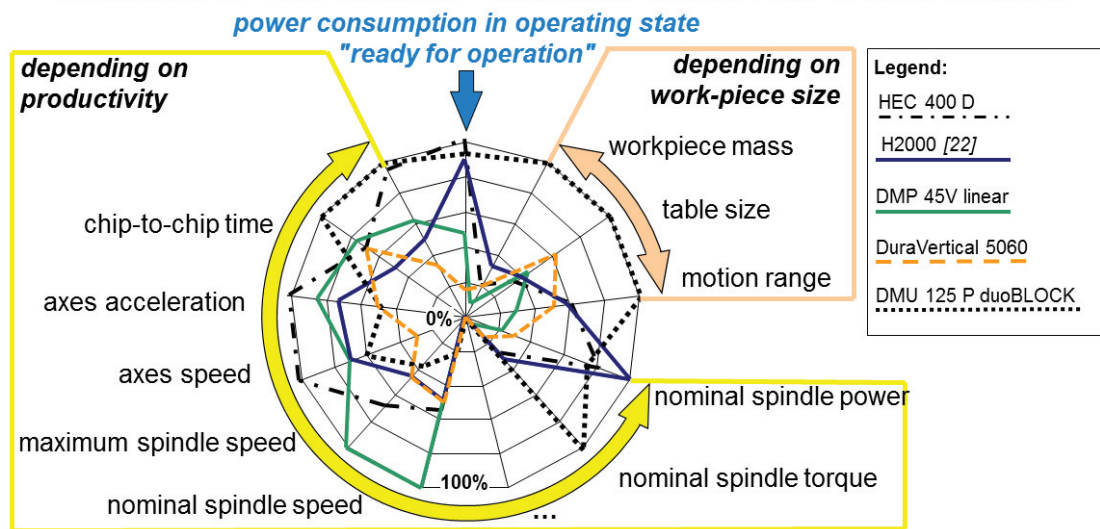 power consumption in operating state
"ready for operation"
depending on
productivity
depending on
work-piece size
Legend:
HEC 400 D
H2000 [22]
DMP 45V linear
DuraVertical 5060
DMU 125 P duoBLOCK
workpiece mass
table size
motion range
chip-to-chip time
axes acceleration
axes speed
maximum spindle speed
nominal spindle speed
0%
100%
nominal spindle power
nominal spindle torque
...